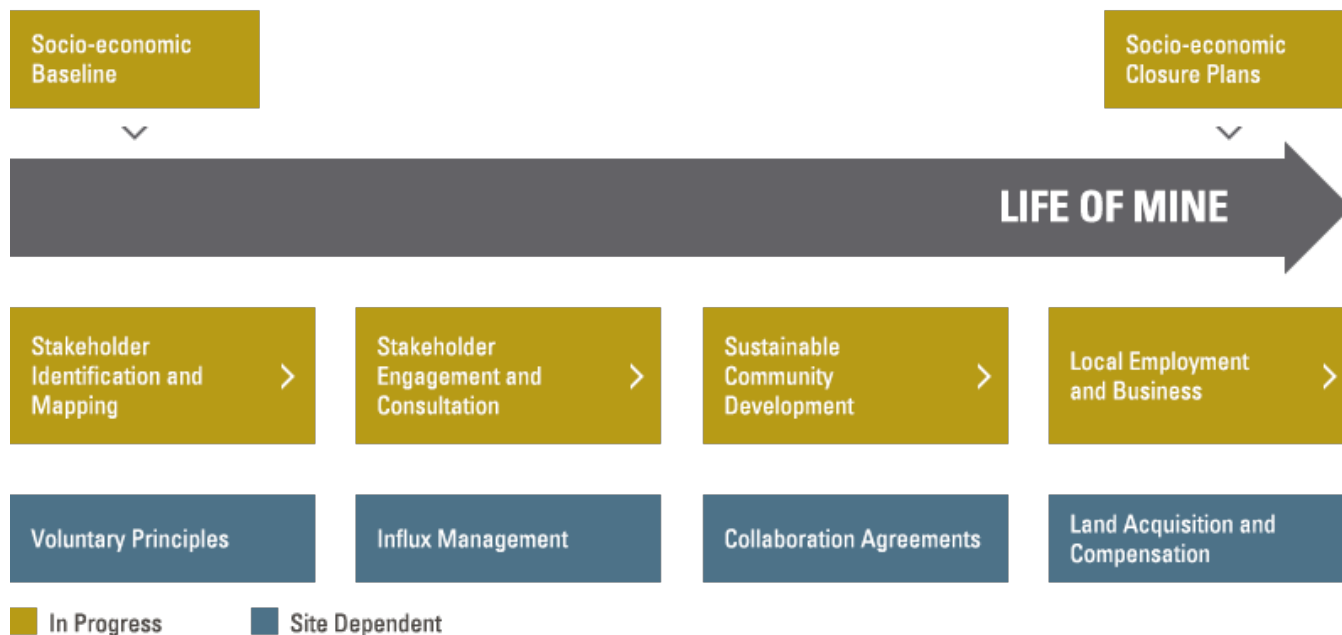 Socio-economic
Baseline
Socio-economic
Closure Plans
LIFE OF MINE
Stakeholder
Identification and
Mapping
Stakeholder
Engagement and
Consultation
Sustainable
Community
Development
Local Employment
and Business
Voluntary Principles
Influx Management
Collaboration Agreements
Land Acquisition and
Compensation
In Progress
Site Dependent